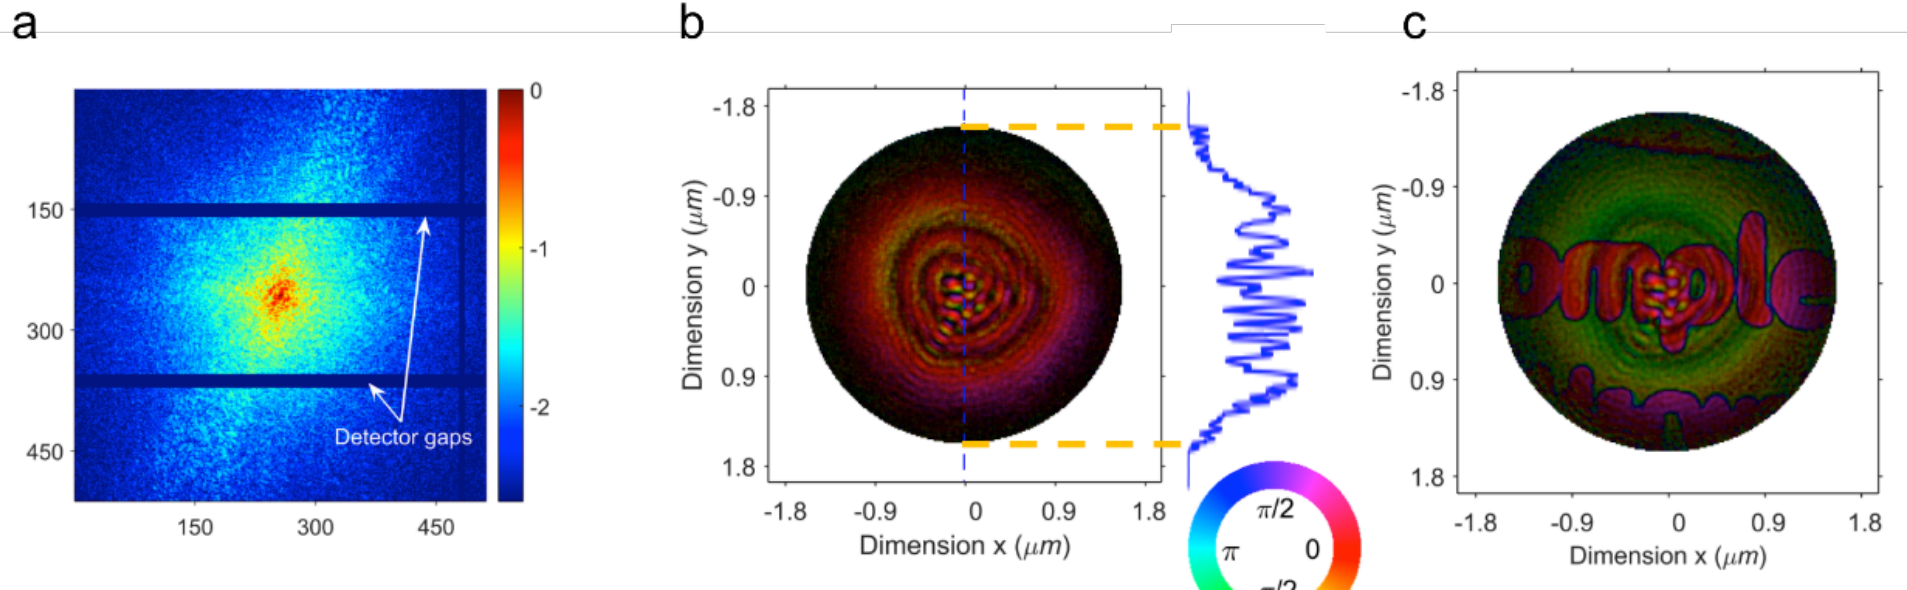 a
b
c
0
-1
-2
150
300
450
150
300
450
Detector gaps
-1.8
-0.9
0
0.9
1.8
Dimension y (μm)
-1.8
-0.9
0
0.9
1.8
Dimension x (μm)
π/2
π
0
-1.8
-0.9
0
0.9
1.8
Dimension y (μm)
omple
-1.8
-0.9
0
0.9
1.8
Dimension x (μm)